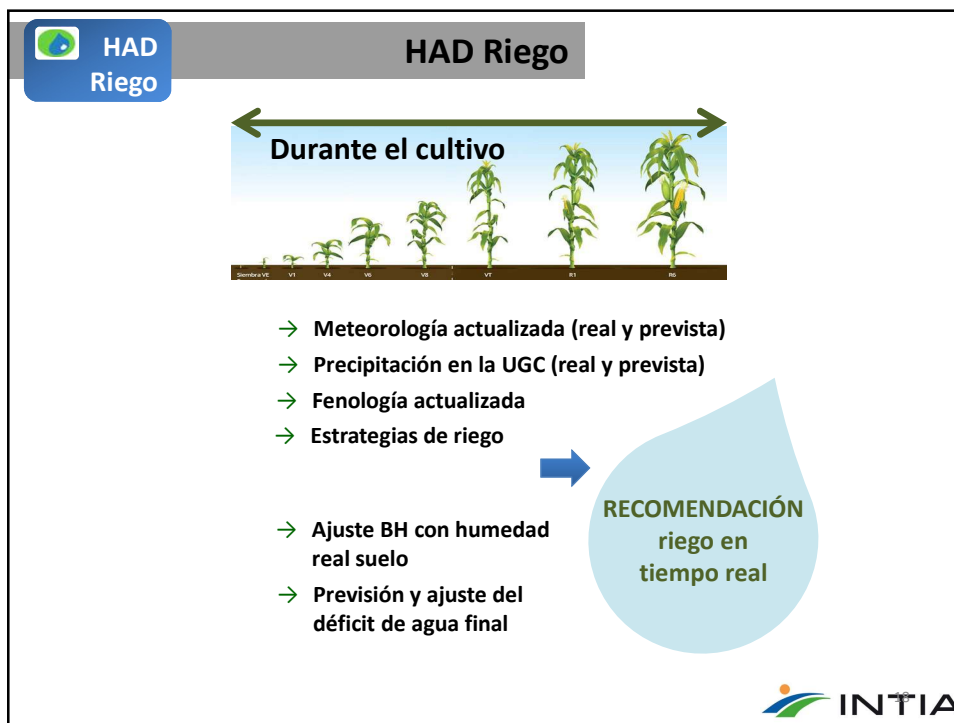 HAD
Riego
HAD Riego
Durante el cultivo
Siembra VE V1 V4 V6 V8 VT R1 R6
→ Meteorología actualizada (real y prevista)
→ Precipitación en la UGC (real y prevista)
→ Fenología actualizada
→ Estrategias de riego
→ Ajuste BH con humedad
real suelo
→ Previsión y ajuste del
déficit de agua final
RECOMENDACIÓN
riego en
tiempo real
INTIA
18